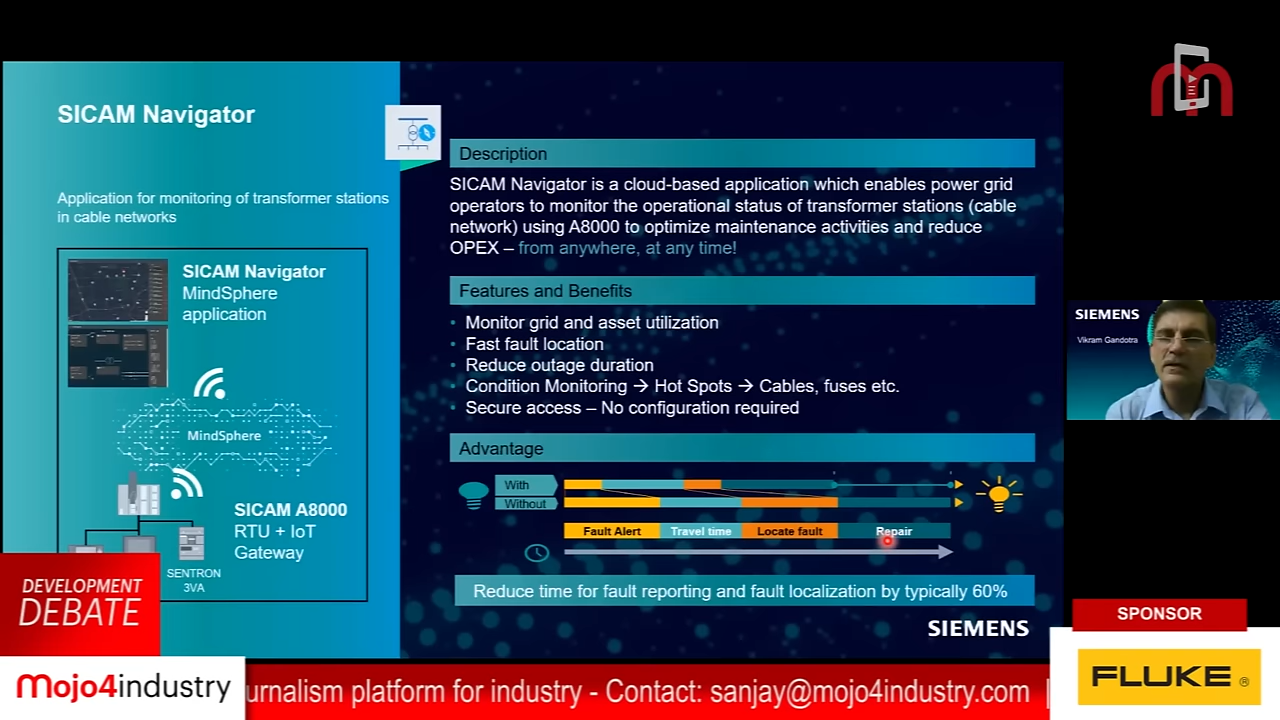 SICAM Navigator
Application for monitoring of transformer stations
in cable networks
SICAM Navigator
MindSphere
application
MindSphere
SICAM A8000
RTU + IoT
Gateway
SENTRON
3VA
Description
SICAM Navigator is a cloud-based application which enables power grid
operators to monitor the operational status of transformer stations (cable
network) using A8000 to optimize maintenance activities and reduce
OPEX – from anywhere, at any time!
Features and Benefits
• Monitor grid and asset utilization
• Fast fault location
• Reduce outage duration
• Condition Monitoring → Hot Spots → Cables, fuses etc.
• Secure access – No configuration required
Advantage
With
Without
Fault Alert Travel time Locate fault Repair
Reduce time for fault reporting and fault localization by typically 60%
SIEMENS
SIEMENS
Vikram Gandotra
DEVELOPMENT
DEBATE
SPONSOR
FLUKE ®
Mojo4industry
urnalism platform for industry - Contact: sanjay@mojo4industry.com |